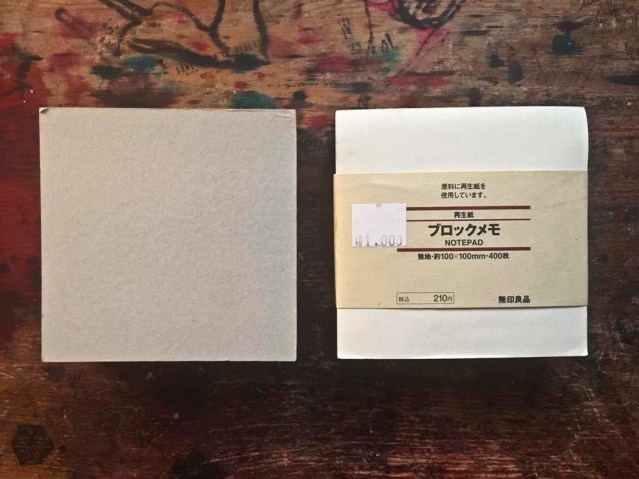 原料に再生紙を
使用しています。
再生紙
ブロックメモ
NOTEPAD
無地・約100×100mm・400枚
1,000
税込 210円
無印良品